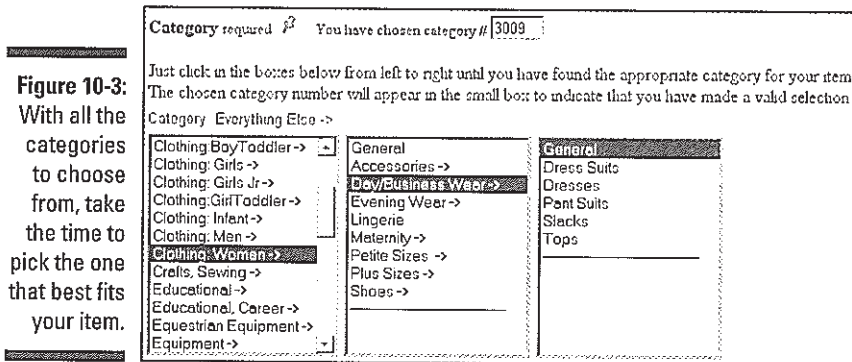 Figure 10-3:
With all the
categories
to choose
from, take
the time to
pick the one
that best fits
your item.
Category required You have chosen category # 3009
Just click in the boxes below from left to right until you have found the appropriate category for your item
The chosen category number will appear in the small box to indicate that you have made a valid selection
Category Everything Else ->
Clothing:BoyToddler->
Clothing: Girls ->
Clothing: Girls Jr->
Clothing:GirlToddler->
Clothing: Infant->
Clothing: Men ->
Clothing: Women ->
Crafts, Sewing ->
Educational ->
Educational, Career ->
Equestrian Equipment->
Equipment->
General
Accessories ->
Day/Business Wear->
Evening Wear->
Lingerie
Maternity ->
Petite Sizes ->
Plus Sizes ->
Shoes ->
General
Dress Suits
Dresses
Pant Suits
Slacks
Tops